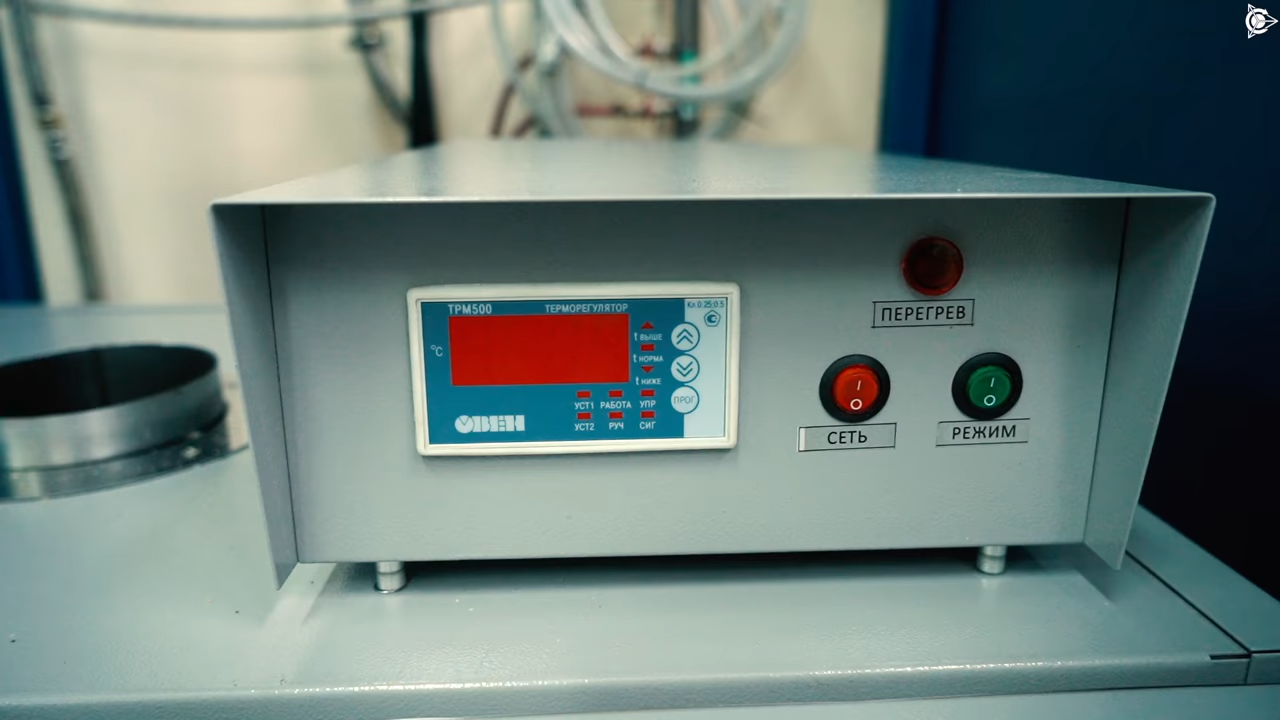 ТРМ500 ТЕРМОРЕГУЛЯТОР Кл.0.25;0.5
°C
t ВЫШЕ
t НОРМА
t НИЖЕ
ПРОГ
УСТ1 РАБОТА УПР
УСТ2 РУЧ СИГ
ОВЕН
ПЕРЕГРЕВ
I I
O O
СЕТЬ РЕЖИМ